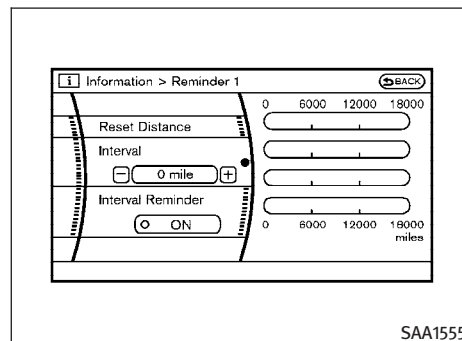 i Information > Reminder 1 BACK
0 6000 12000 18000
Reset Distance
Interval
− 0 mile +
Interval Reminder
ON
0 6000 12000 18000
miles
SAA1555